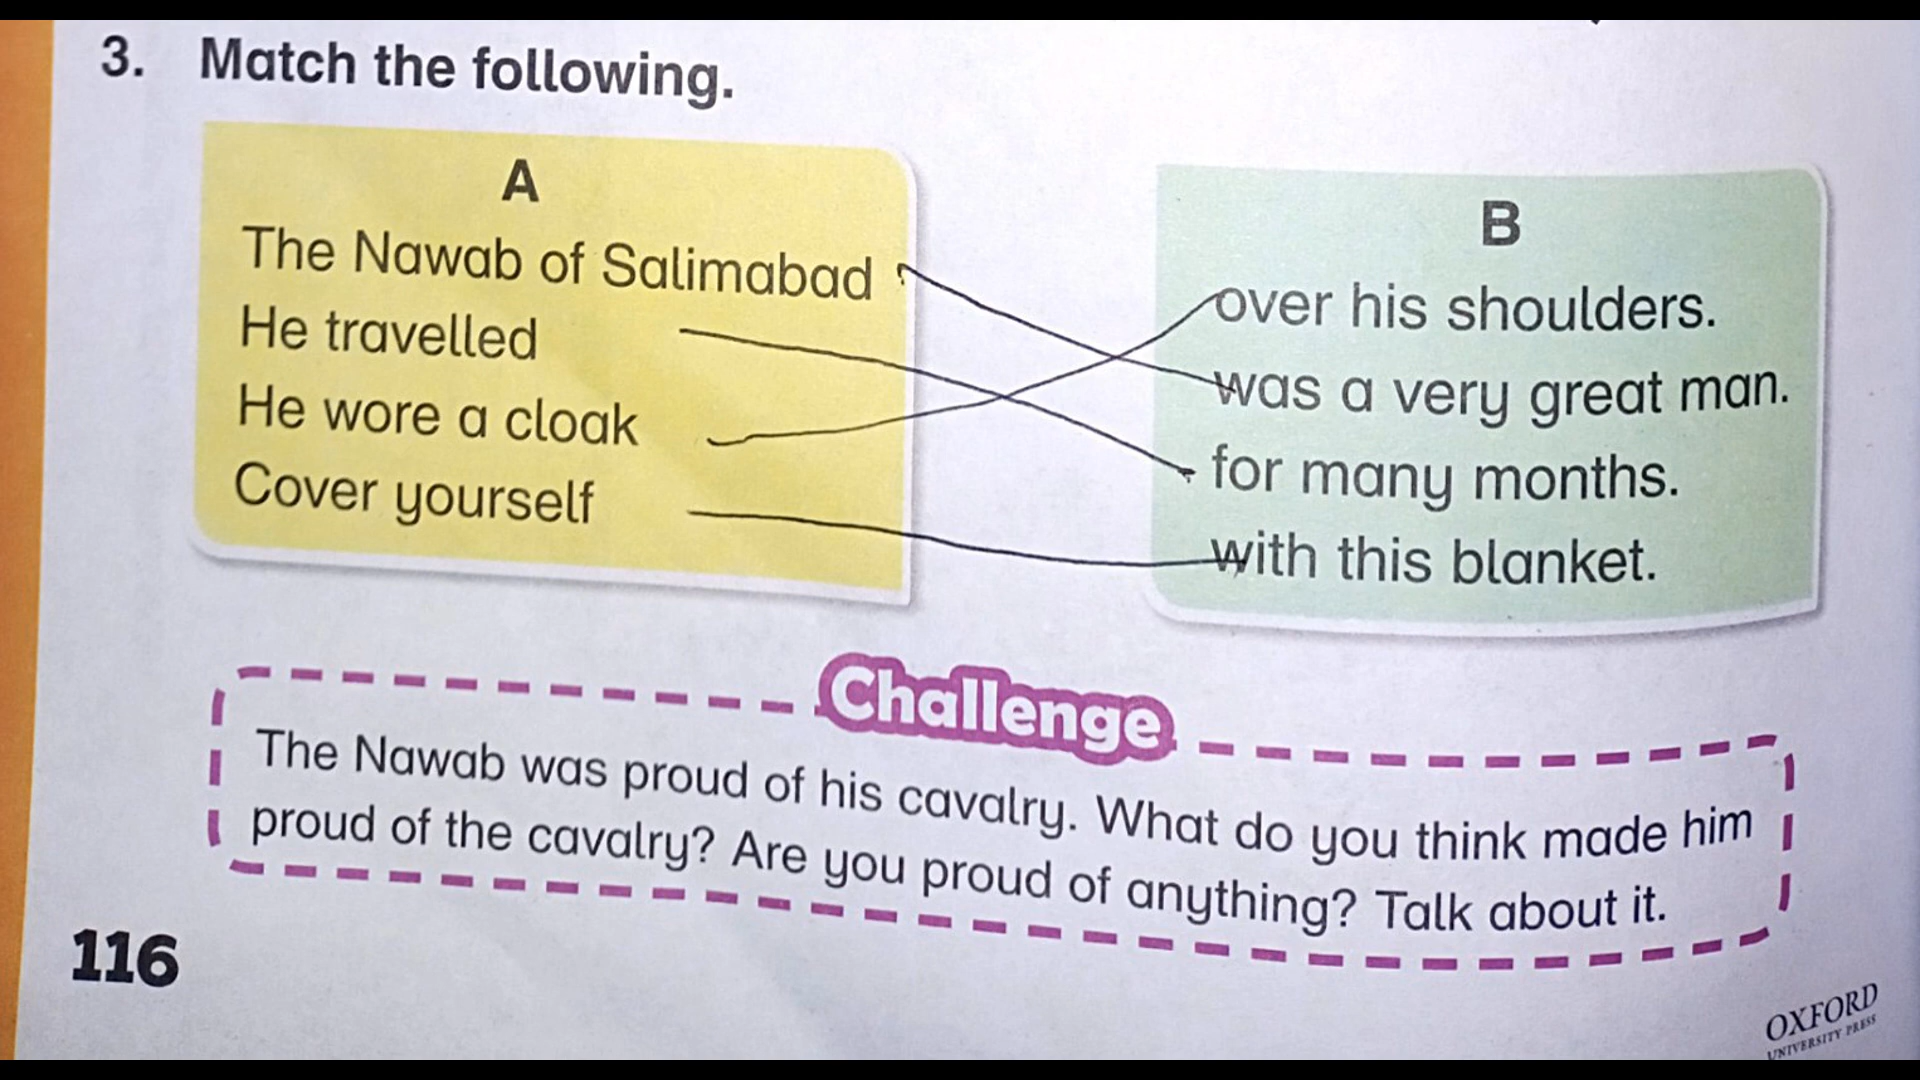 3. Match the following.
A
The Nawab of Salimabad
He travelled
He wore a cloak
Cover yourself
B
over his shoulders.
was a very great man.
for many months.
with this blanket.
Challenge
The Nawab was proud of his cavalry. What do you think made him
proud of the cavalry? Are you proud of anything? Talk about it.
116
OXFORD
UNIVERSITY PRESS